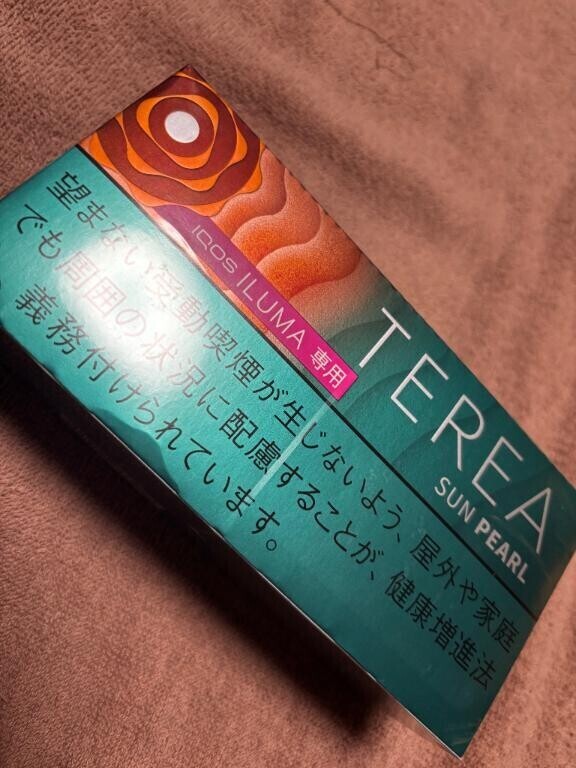 IQOS ILUMA 専用
TEREA
SUN PEARL
望まない受動喫煙が生じないよう、屋外や家庭
でも周囲の状況に配慮することが、健康増進法
義務付けられています。